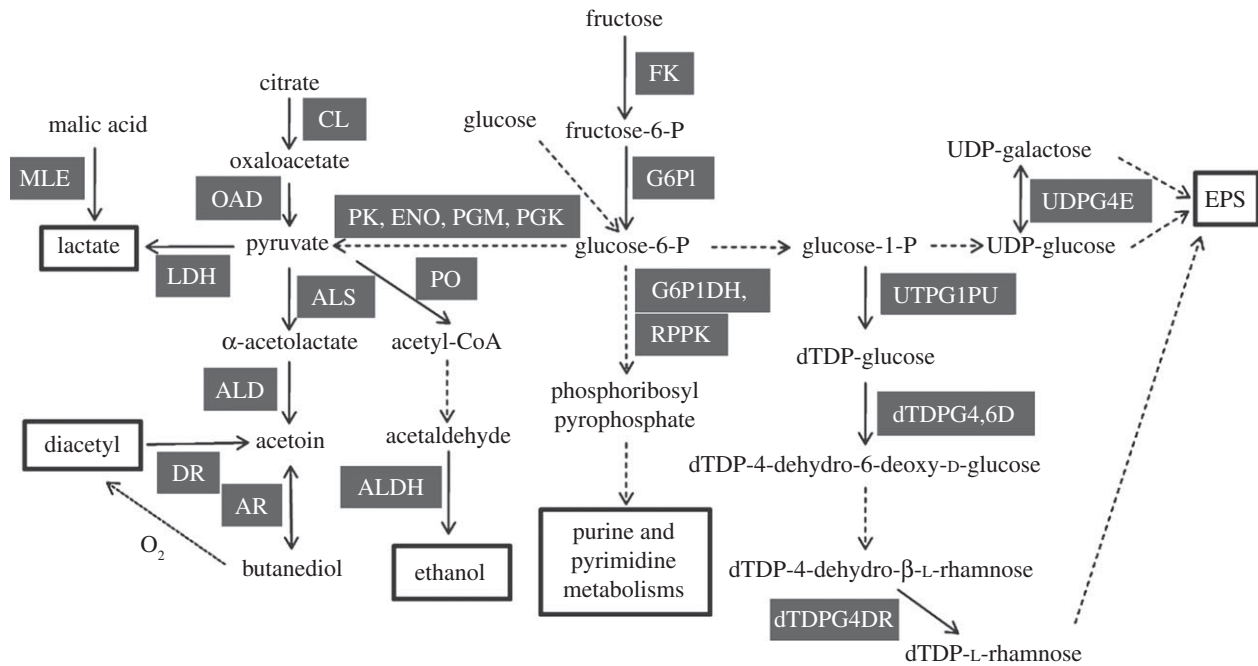 fructose
FK
citrate
CL
glucose
malic acid
fructose-6-P
oxaloacetate
UDP-galactose
MLE
OAD
G6Pl
EPS
PK, ENO, PGM, PGK
UDPG4E
lactate
pyruvate
glucose-6-P
glucose-1-P
UDP-glucose
LDH
PO
G6P1DH,
UTPG1PU
ALS
RPPK
α-acetolactate
acetyl-CoA
dTDP-glucose
ALD
phosphoribosyl
pyrophosphate
dTDPG4,6D
diacetyl
acetoin
acetaldehyde
dTDP-4-dehydro-6-deoxy-D-glucose
DR
ALDH
AR
O₂
purine and
pyrimidine
metabolisms
butanediol
ethanol
dTDP-4-dehydro-β-L-rhamnose
dTDPG4DR
dTDP-L-rhamnose